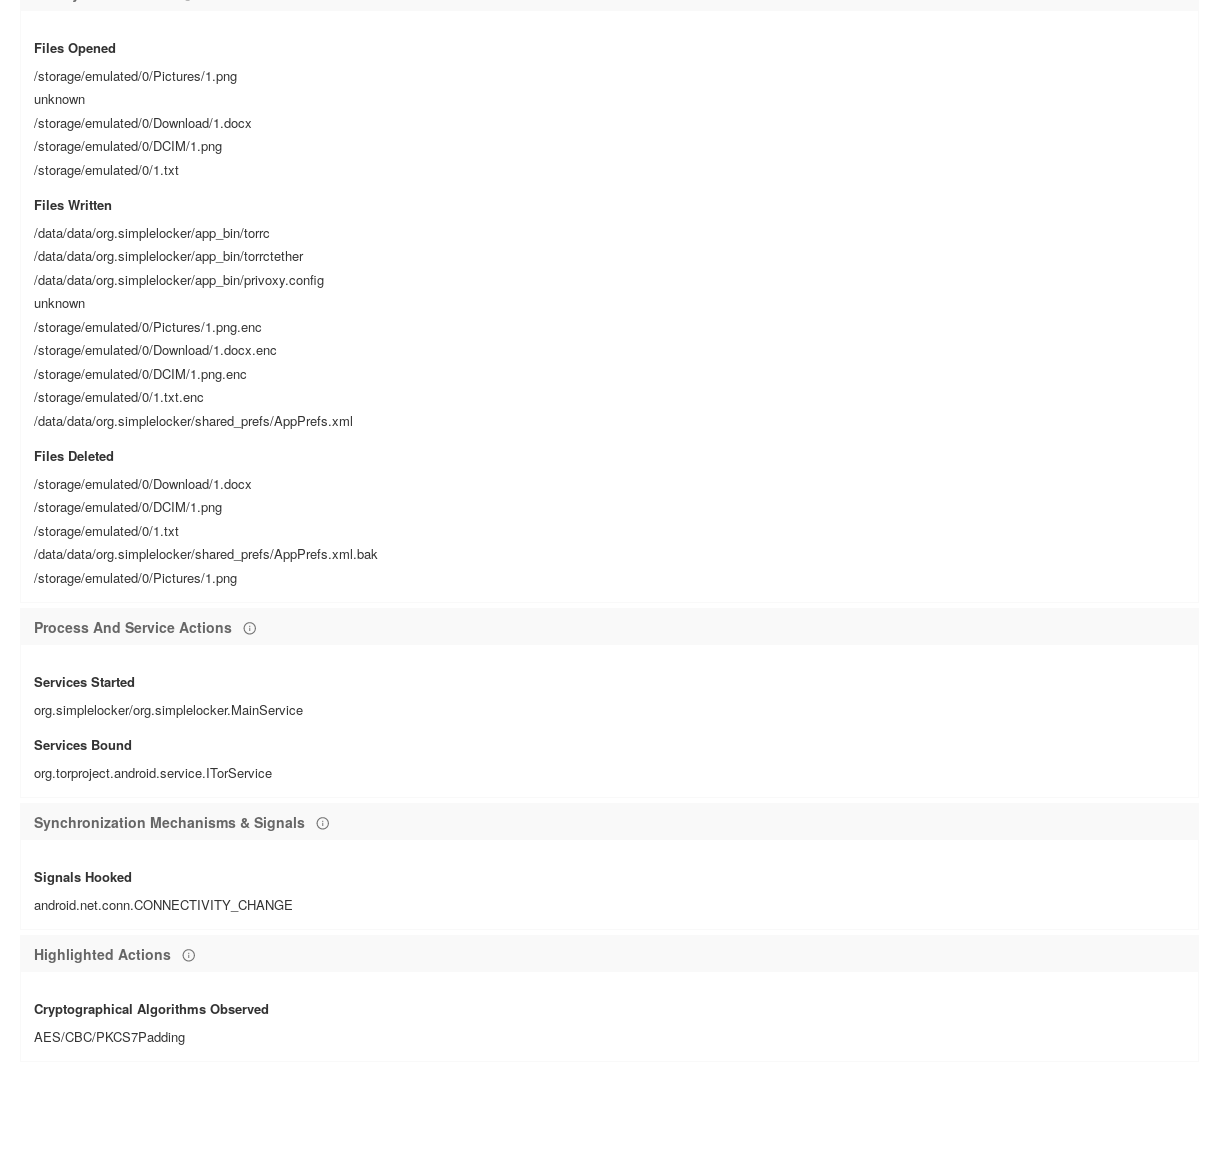 Files Opened
/storage/emulated/0/Pictures/1.png
unknown
/storage/emulated/0/Download/1.docx
/storage/emulated/0/DCIM/1.png
/storage/emulated/0/1.txt
Files Written
/data/data/org.simplelocker/app_bin/torrc
/data/data/org.simplelocker/app_bin/torrctether
/data/data/org.simplelocker/app_bin/privoxy.config
unknown
/storage/emulated/0/Pictures/1.png.enc
/storage/emulated/0/Download/1.docx.enc
/storage/emulated/0/DCIM/1.png.enc
/storage/emulated/0/1.txt.enc
/data/data/org.simplelocker/shared_prefs/AppPrefs.xml
Files Deleted
/storage/emulated/0/Download/1.docx
/storage/emulated/0/DCIM/1.png
/storage/emulated/0/1.txt
/data/data/org.simplelocker/shared_prefs/AppPrefs.xml.bak
/storage/emulated/0/Pictures/1.png
Process And Service Actions
Services Started
org.simplelocker/org.simplelocker.MainService
Services Bound
org.torproject.android.service.ITorService
Synchronization Mechanisms & Signals
Signals Hooked
android.net.conn.CONNECTIVITY_CHANGE
Highlighted Actions
Cryptographical Algorithms Observed
AES/CBC/PKCS7Padding